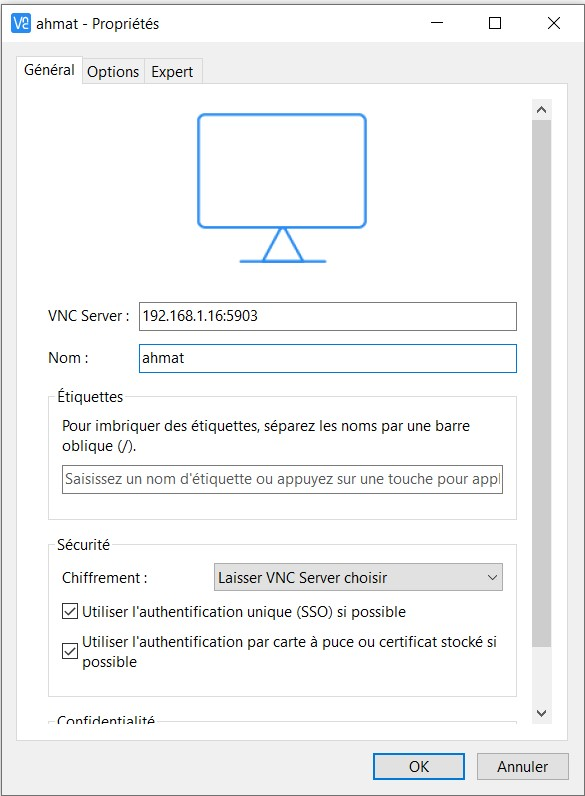 ahmat - Propriétés
Général Options Expert
VNC Server : 192.168.1.16:5903
Nom : ahmat
Étiquettes
Pour imbriquer des étiquettes, séparez les noms par une barre
oblique (/).
Saisissez un nom d'étiquette ou appuyez sur une touche pour appl
Sécurité
Chiffrement : Laisser VNC Server choisir
Utiliser l'authentification unique (SSO) si possible
Utiliser l'authentification par carte à puce ou certificat stocké si
possible
Confidentialité
OK Annuler